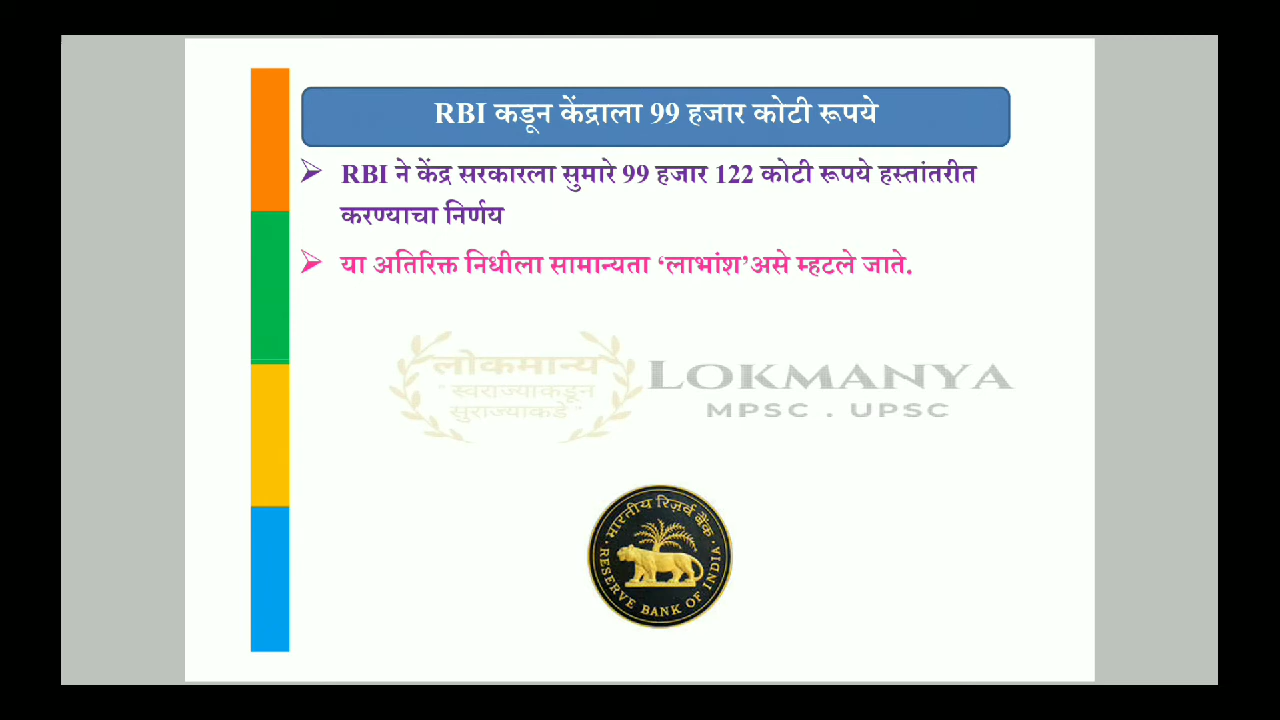 RBI कडून केंद्राला 99 हजार कोटी रूपये
RBI ने केंद्र सरकारला सुमारे 99 हजार 122 कोटी रूपये हस्तांतरीत
करण्याचा निर्णय
या अतिरिक्त निधीला सामान्यता ‘लाभांश’असे म्हटले जाते.
लोकमान्य
“ स्वराज्याकडून
सुराज्याकडे ”
LOKMANYA
MPSC . UPSC
भारतीय रिज़र्व बैंक
RESERVE BANK OF INDIA